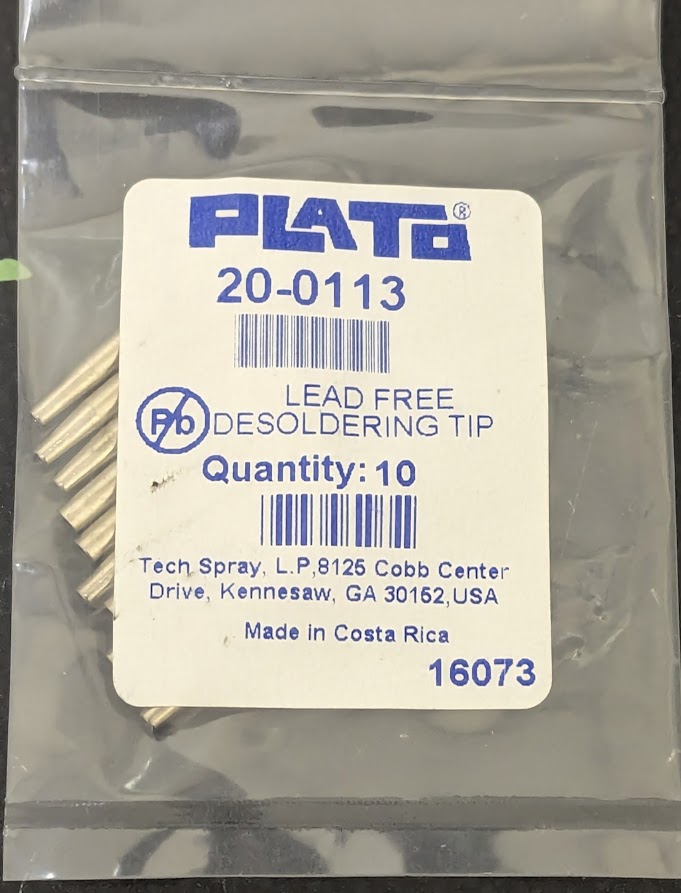 PLATO®
20-0113
Pb
LEAD FREE
DESOLDERING TIP
Quantity: 10
Tech Spray, L.P,8125 Cobb Center
Drive, Kennesaw, GA 30152,USA
Made in Costa Rica
16073